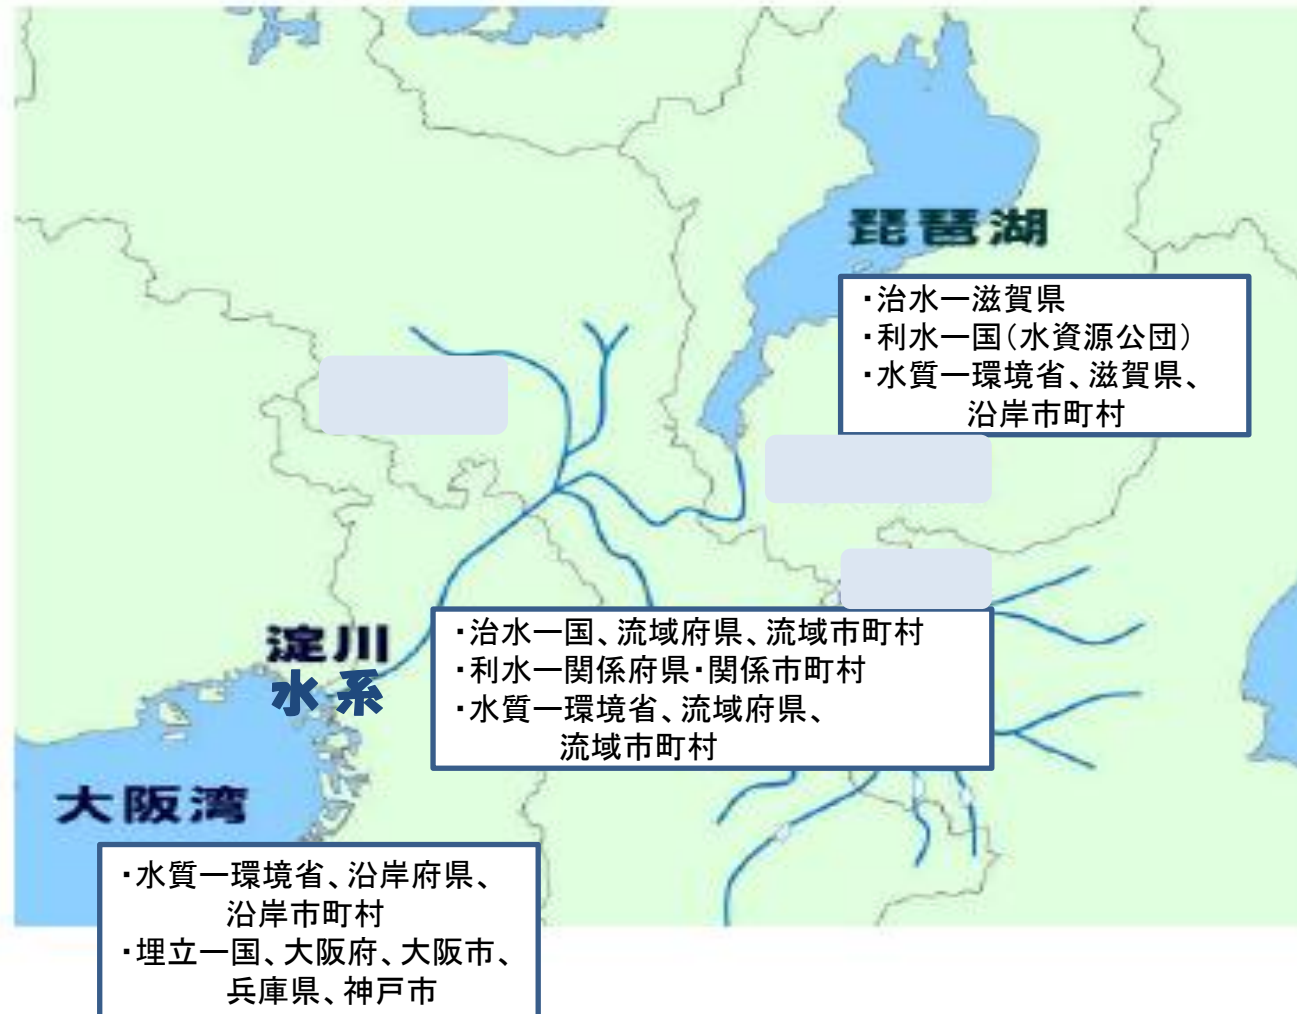 琵琶湖
・治水ー滋賀県
・利水ー国（水資源公団）
・水質ー環境省、滋賀県、
沿岸市町村
淀川
水系
・治水ー国、流域府県、流域市町村
・利水ー関係府県・関係市町村
・水質ー環境省、流域府県、
流域市町村
大阪湾
・水質ー環境省、沿岸府県、
沿岸市町村
・埋立ー国、大阪府、大阪市、
兵庫県、神戸市